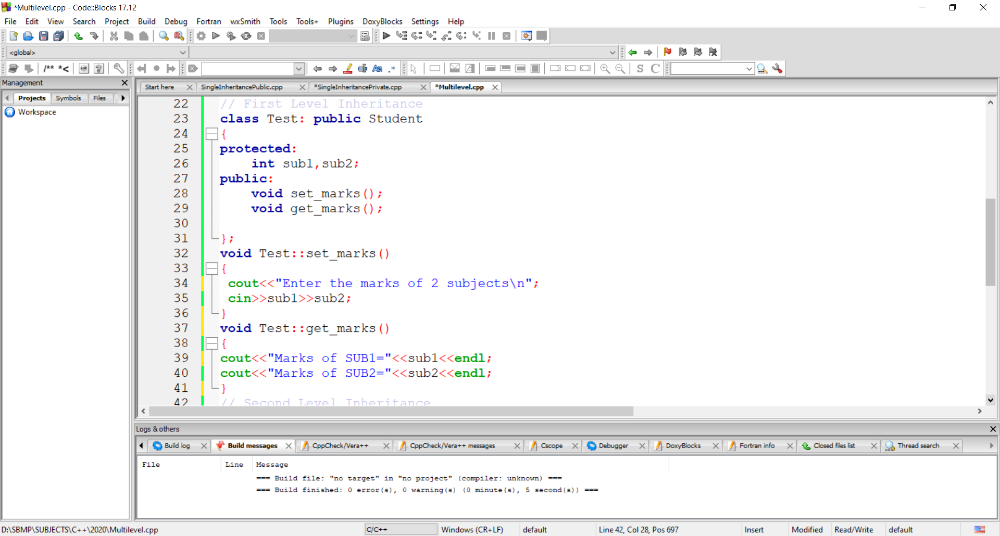 *Multilevel.cpp - Code::Blocks 17.12
File Edit View Search Project Build Debug Fortran wxSmith Tools Tools+ Plugins DoxyBlocks Settings Help
<global>
/** *<
Aa .* S C
Management
Start here SingleInheritancePublic.cpp *SingleInheritancePrivate.cpp *Multilevel.cpp
Projects Symbols Files
Workspace
22 // First Level Inheritance
23 class Test: public Student
24 {
25 protected:
26 int sub1,sub2;
27 public:
28 void set_marks();
29 void get_marks();
30
31 };
32 void Test::set_marks()
33 {
34 cout<<"Enter the marks of 2 subjects\n";
35 cin>>sub1>>sub2;
36 }
37 void Test::get_marks()
38 {
39 cout<<"Marks of SUB1="<<sub1<<endl;
40 cout<<"Marks of SUB2="<<sub2<<endl;
41 }
42 // Second Level Inheritance
Logs & others
Build log Build messages CppCheck/Vera++ CppCheck/Vera++ messages Cscope Debugger DoxyBlocks Fortran info Closed files list Thread search
File Line Message
=== Build file: "no target" in "no project" (compiler: unknown) ===
=== Build finished: 0 error(s), 0 warning(s) (0 minute(s), 5 second(s)) ===
D:\SBMP\SUBJECTS\C++\2020\Multilevel.cpp C/C++ Windows (CR+LF) default Line 42, Col 28, Pos 697 Insert Modified Read/Write default